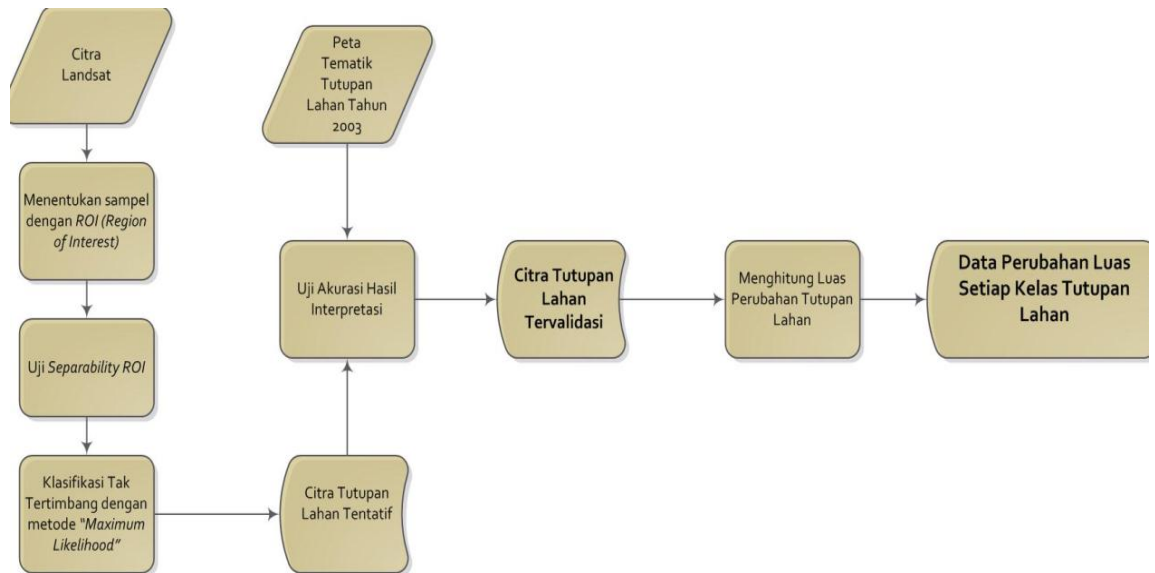 Citra
Landsat
Menentukan sampel
dengan ROI (Region
of Interest)
Uji Separability ROI
Klasifikasi Tak
Tertimbang dengan
metode "Maximum
Likelihood"
Citra Tutupan
Lahan Tentatif
Peta
Tematik
Tutupan
Lahan Tahun
2003
Uji Akurasi Hasil
Interpretasi
Citra Tutupan
Lahan
Tervalidasi
Menghitung Luas
Perubahan Tutupan
Lahan
Data Perubahan Luas
Setiap Kelas Tutupan
Lahan